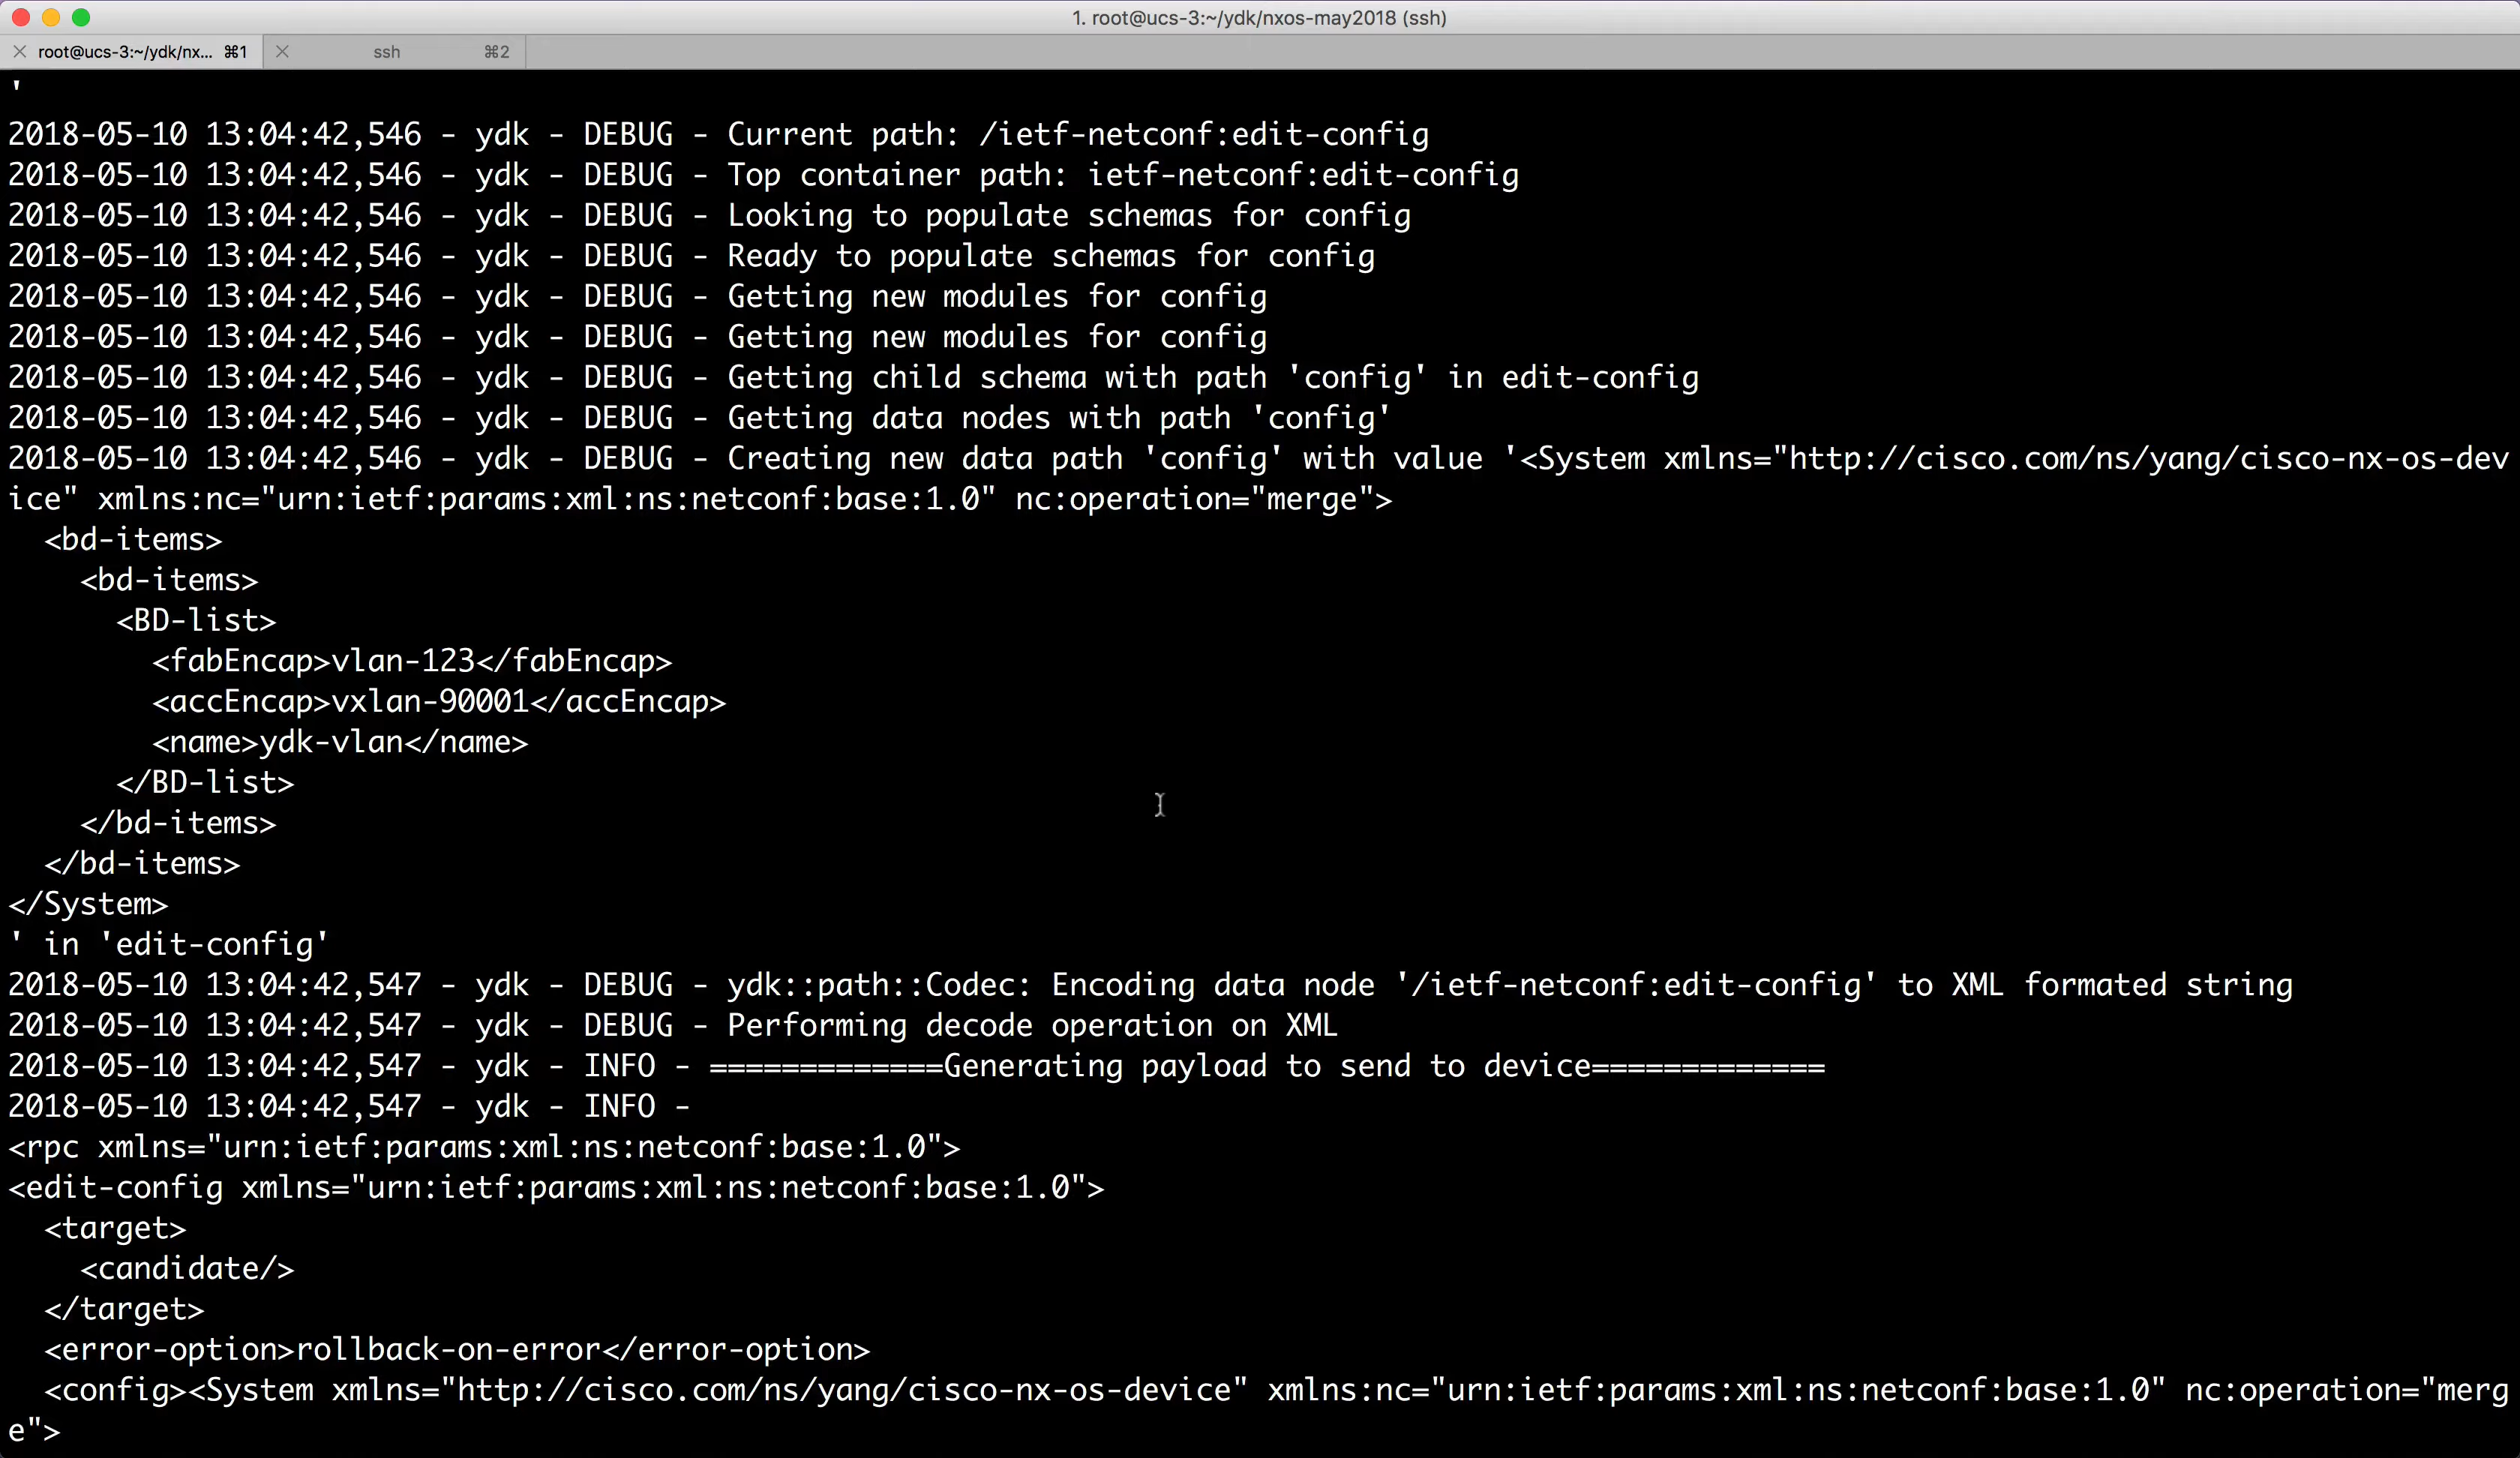 1. root@ucs-3:~/ydk/nxos-may2018 (ssh)
root@ucs-3:~/ydk/nx... ⌘1
ssh ⌘2
'
2018-05-10 13:04:42,546 - ydk - DEBUG - Current path: /ietf-netconf:edit-config
2018-05-10 13:04:42,546 - ydk - DEBUG - Top container path: ietf-netconf:edit-config
2018-05-10 13:04:42,546 - ydk - DEBUG - Looking to populate schemas for config
2018-05-10 13:04:42,546 - ydk - DEBUG - Ready to populate schemas for config
2018-05-10 13:04:42,546 - ydk - DEBUG - Getting new modules for config
2018-05-10 13:04:42,546 - ydk - DEBUG - Getting new modules for config
2018-05-10 13:04:42,546 - ydk - DEBUG - Getting child schema with path 'config' in edit-config
2018-05-10 13:04:42,546 - ydk - DEBUG - Getting data nodes with path 'config'
2018-05-10 13:04:42,546 - ydk - DEBUG - Creating new data path 'config' with value '<System xmlns="http://cisco.com/ns/yang/cisco-nx-os-dev
ice" xmlns:nc="urn:ietf:params:xml:ns:netconf:base:1.0" nc:operation="merge">
  <bd-items>
    <bd-items>
      <BD-list>
        <fabEncap>vlan-123</fabEncap>
        <accEncap>vxlan-90001</accEncap>
        <name>ydk-vlan</name>
      </BD-list>
    </bd-items>
  </bd-items>
</System>
' in 'edit-config'
2018-05-10 13:04:42,547 - ydk - DEBUG - ydk::path::Codec: Encoding data node '/ietf-netconf:edit-config' to XML formated string
2018-05-10 13:04:42,547 - ydk - DEBUG - Performing decode operation on XML
2018-05-10 13:04:42,547 - ydk - INFO - =============Generating payload to send to device=============
2018-05-10 13:04:42,547 - ydk - INFO -
<rpc xmlns="urn:ietf:params:xml:ns:netconf:base:1.0">
<edit-config xmlns="urn:ietf:params:xml:ns:netconf:base:1.0">
  <target>
    <candidate/>
  </target>
  <error-option>rollback-on-error</error-option>
  <config><System xmlns="http://cisco.com/ns/yang/cisco-nx-os-device" xmlns:nc="urn:ietf:params:xml:ns:netconf:base:1.0" nc:operation="merg
e">